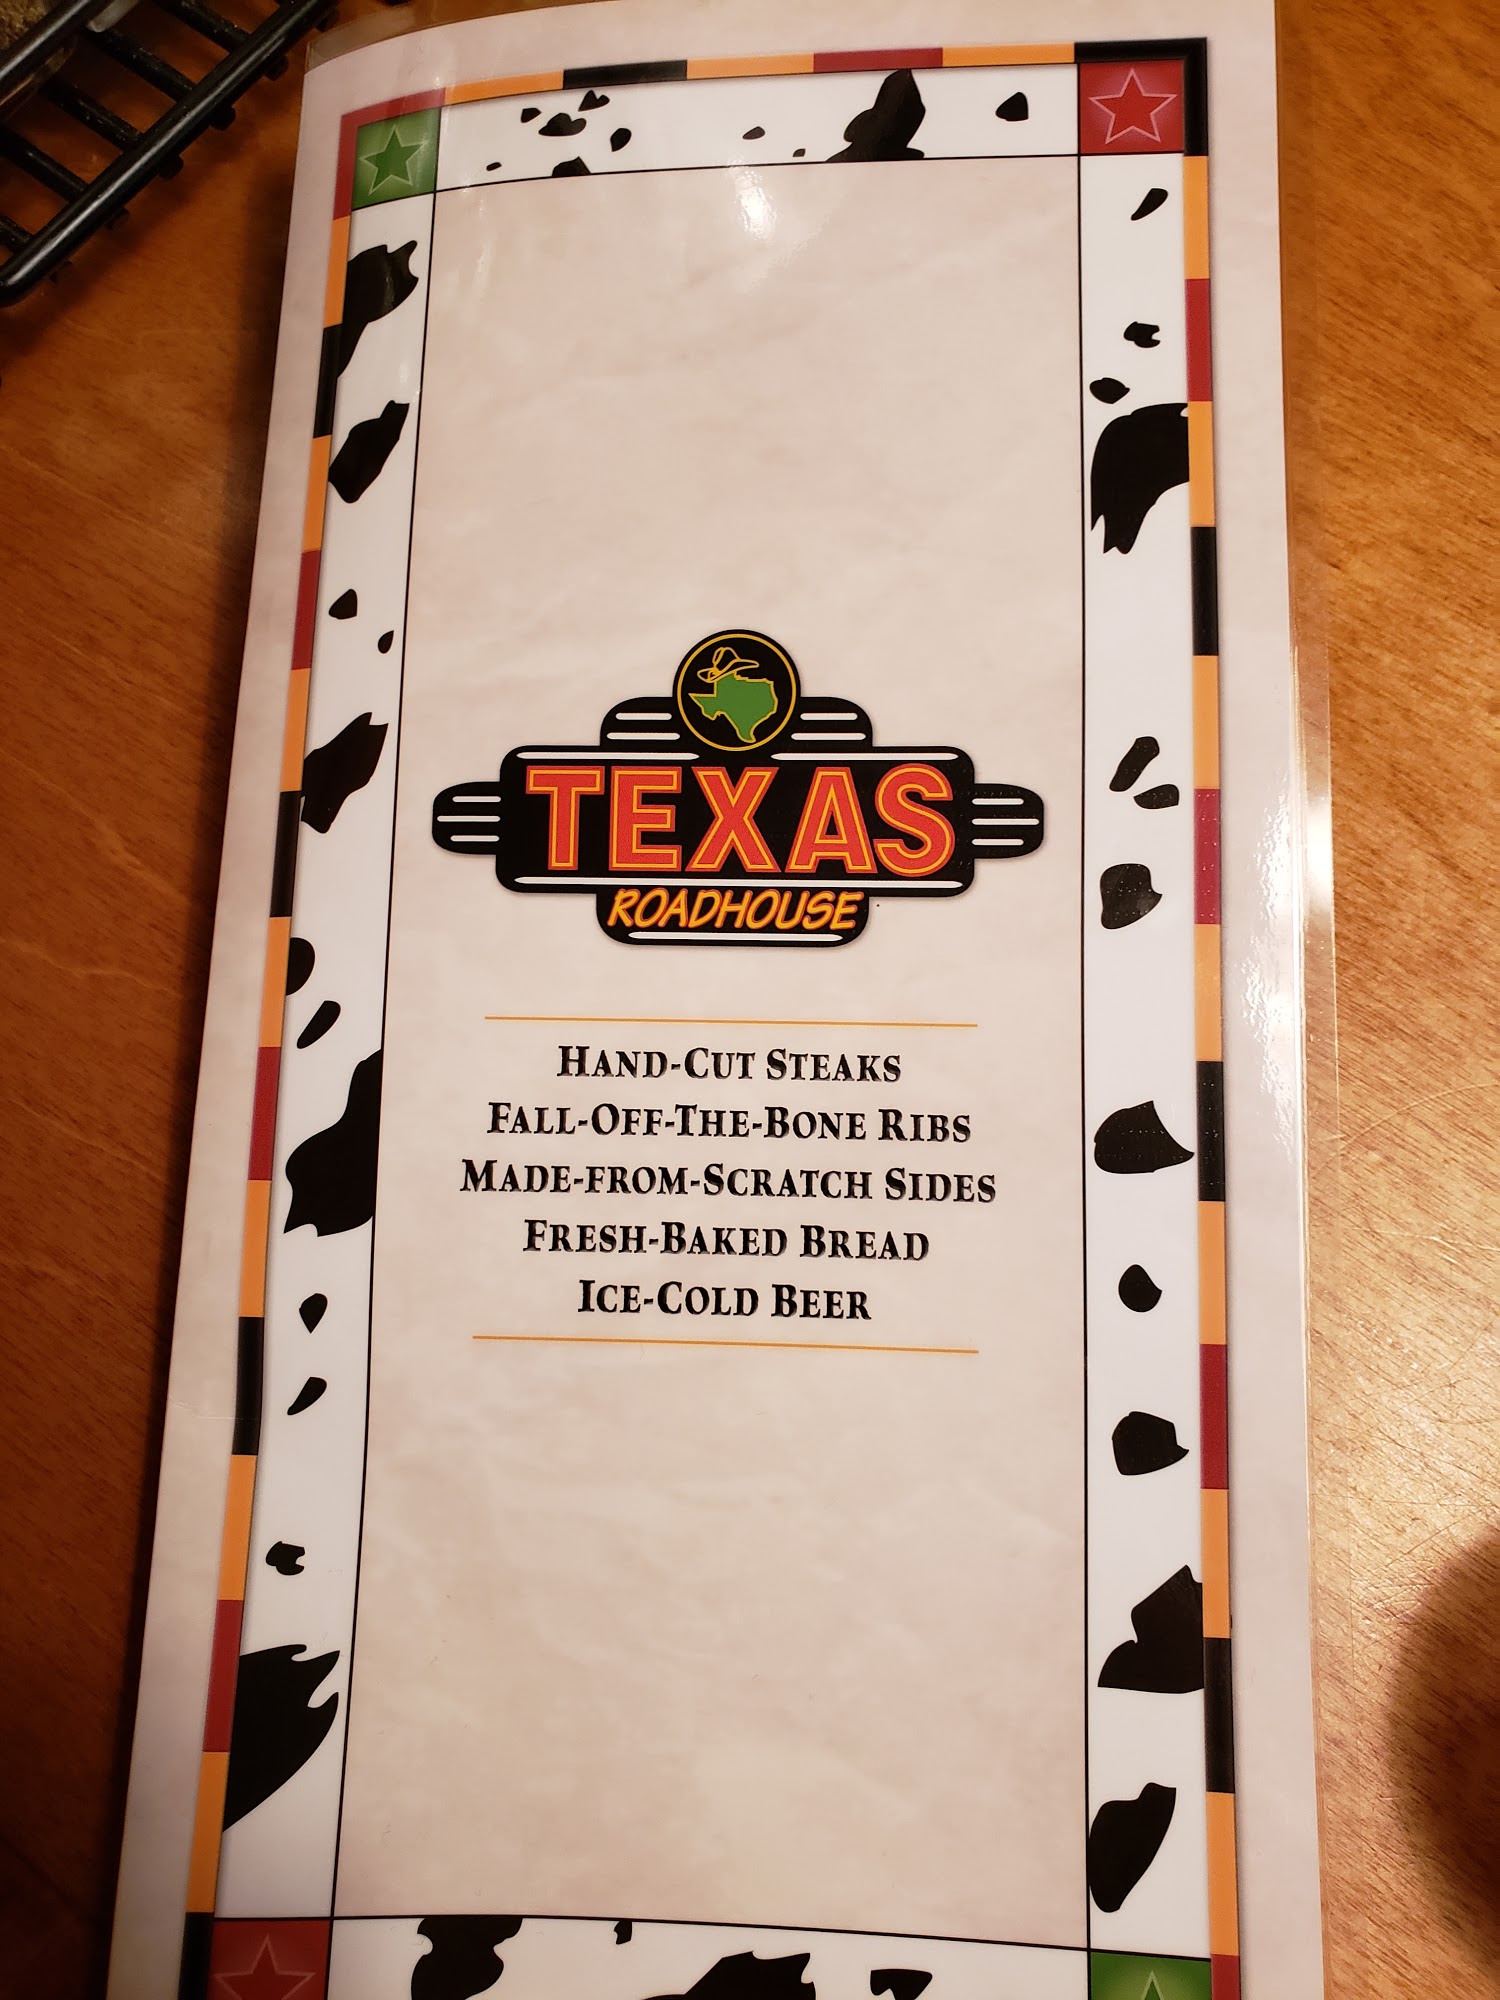 TEXAS
ROADHOUSE
HAND-CUT STEAKS
FALL-OFF-THE-BONE RIBS
MADE-FROM-SCRATCH SIDES
FRESH-BAKED BREAD
ICE-COLD BEER